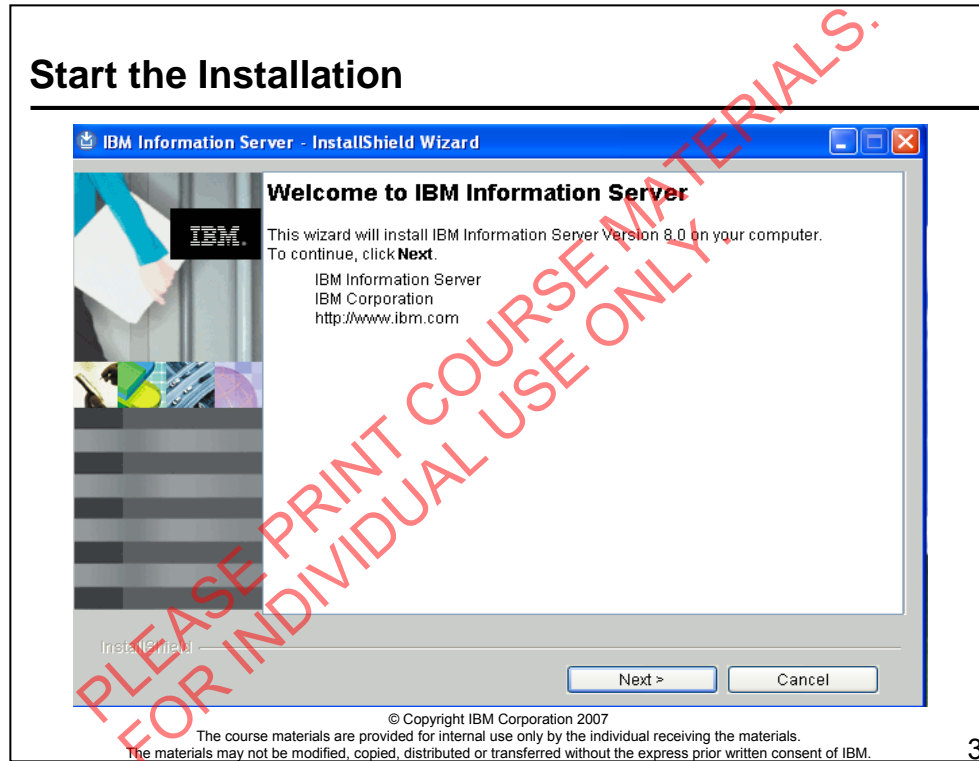 Start the Installation
IBM Information Server - InstallShield Wizard
IBM.
Welcome to IBM Information Server
This wizard will install IBM Information Server Version 8.0 on your computer.
To continue, click Next.
IBM Information Server
IBM Corporation
http://www.ibm.com
InstallShield
Next >
Cancel
PLEASE PRINT COURSE MATERIALS.
FOR INDIVIDUAL USE ONLY.
© Copyright IBM Corporation 2007
The course materials are provided for internal use only by the individual receiving the materials.
The materials may not be modified, copied, distributed or transferred without the express prior written consent of IBM.
3